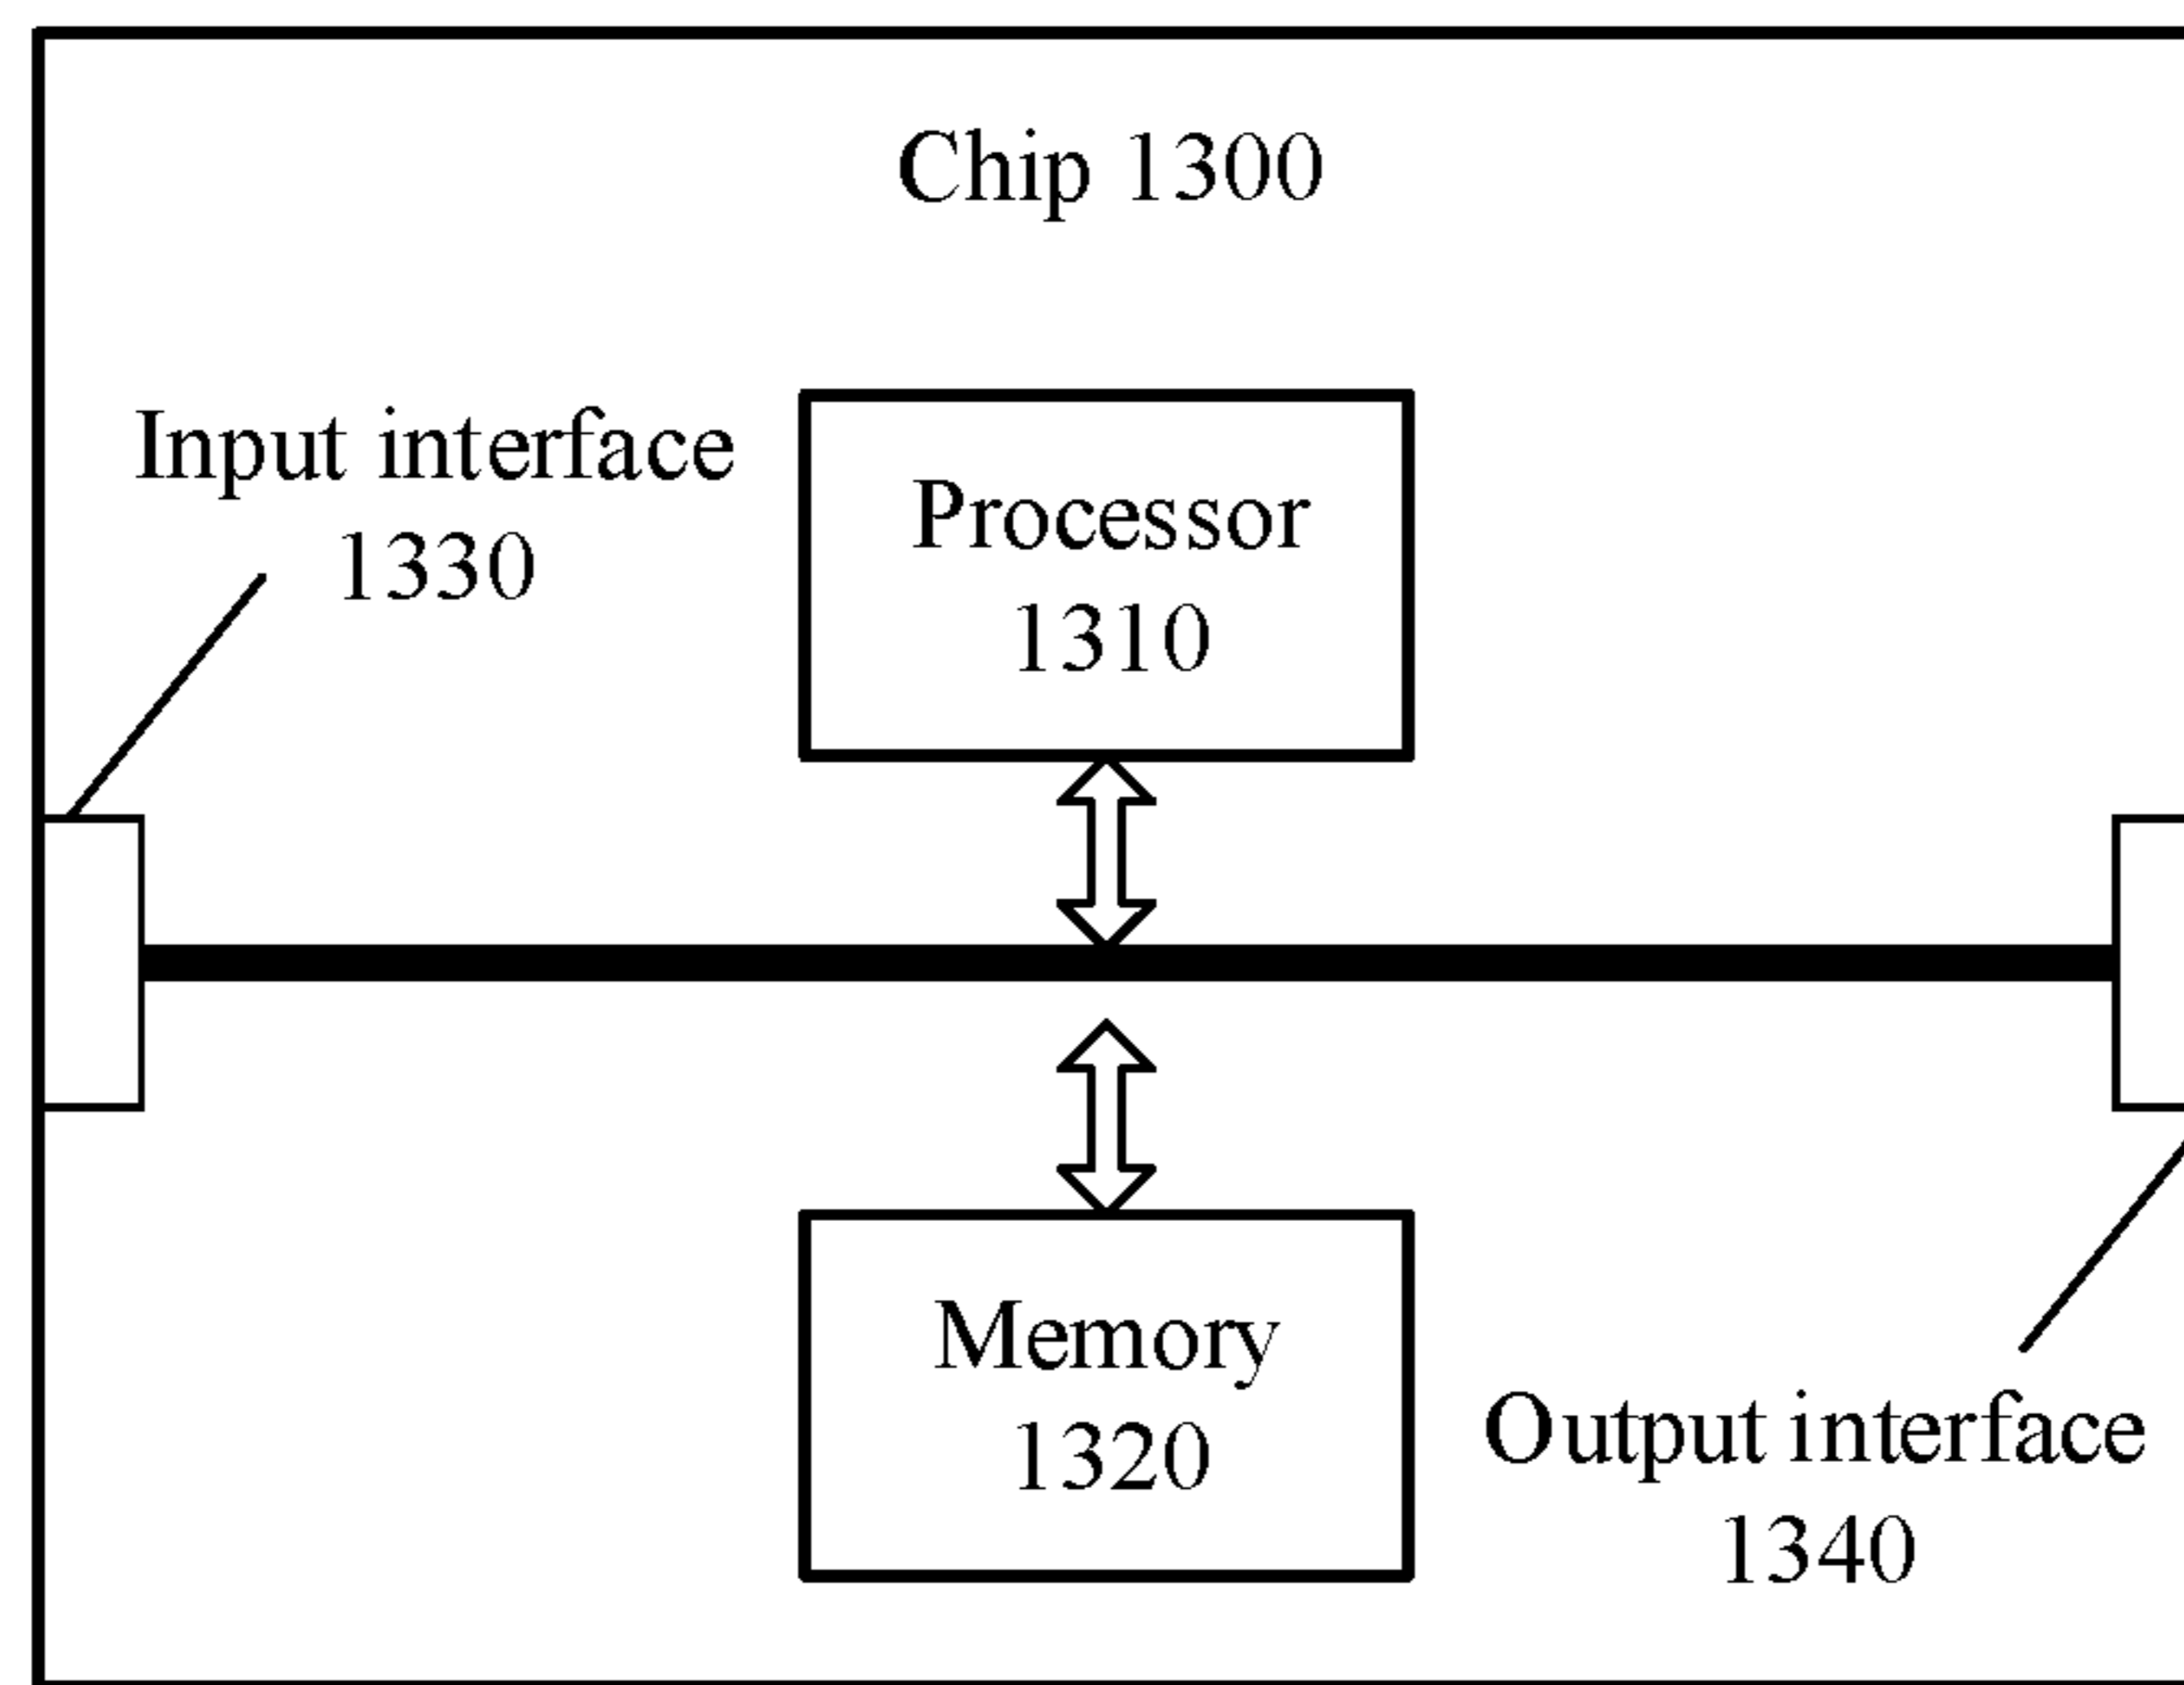 Chip 1300
Input interface
1330
Processor
1310
Memory
1320
Output interface
1340